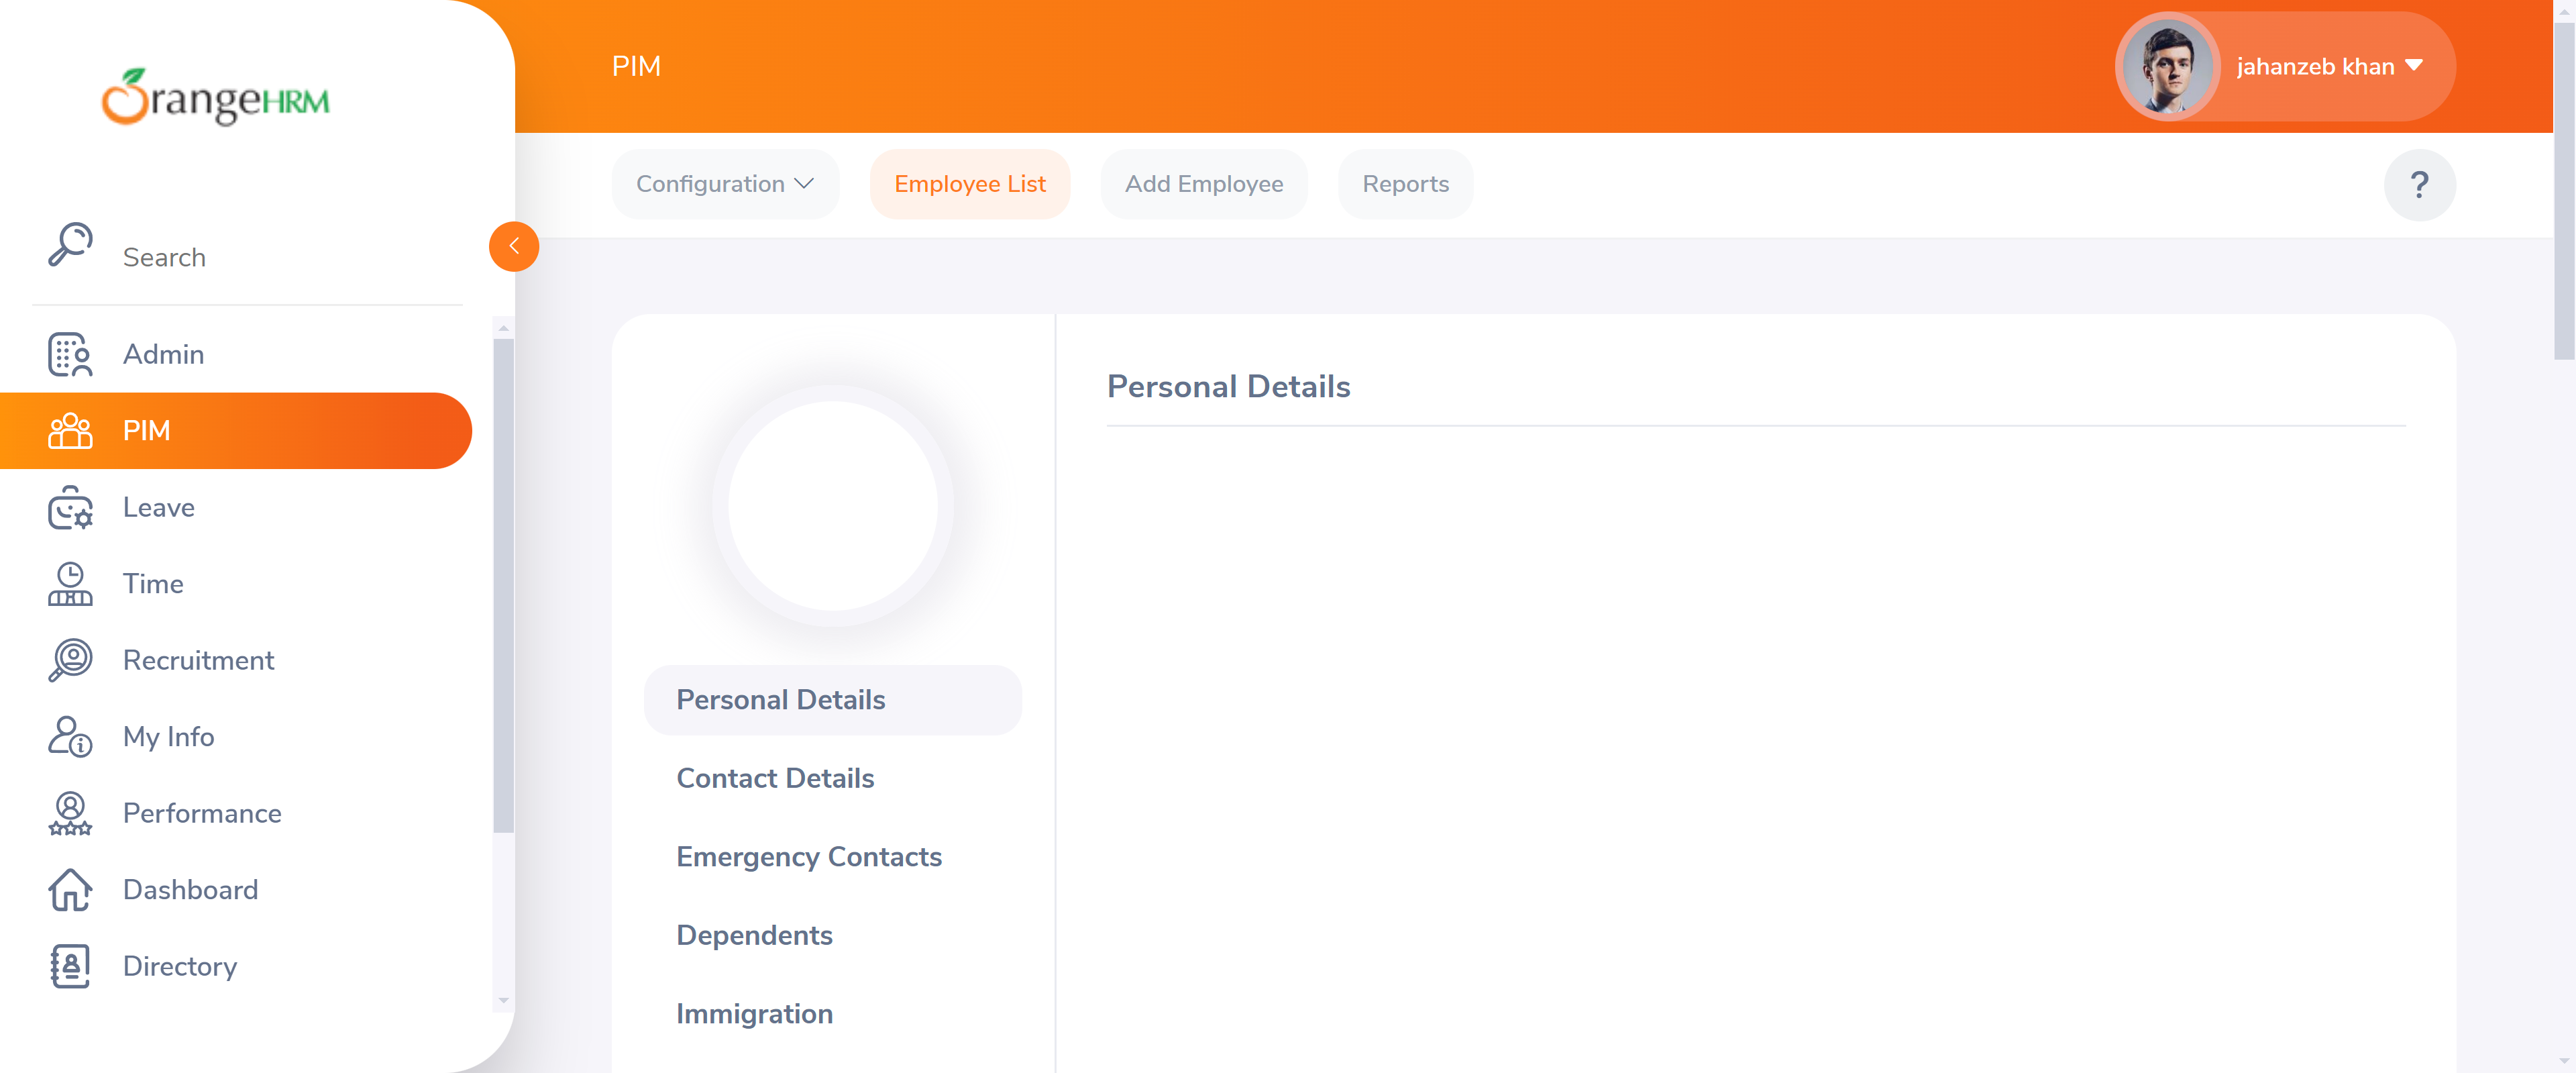 OrangeHRM
Search
Admin
PIM
Leave
Time
Recruitment
My Info
Performance
Dashboard
Directory
PIM
jahanzeb khan
Configuration
Employee List
Add Employee
Reports
?
Personal Details
Contact Details
Emergency Contacts
Dependents
Immigration
Personal Details